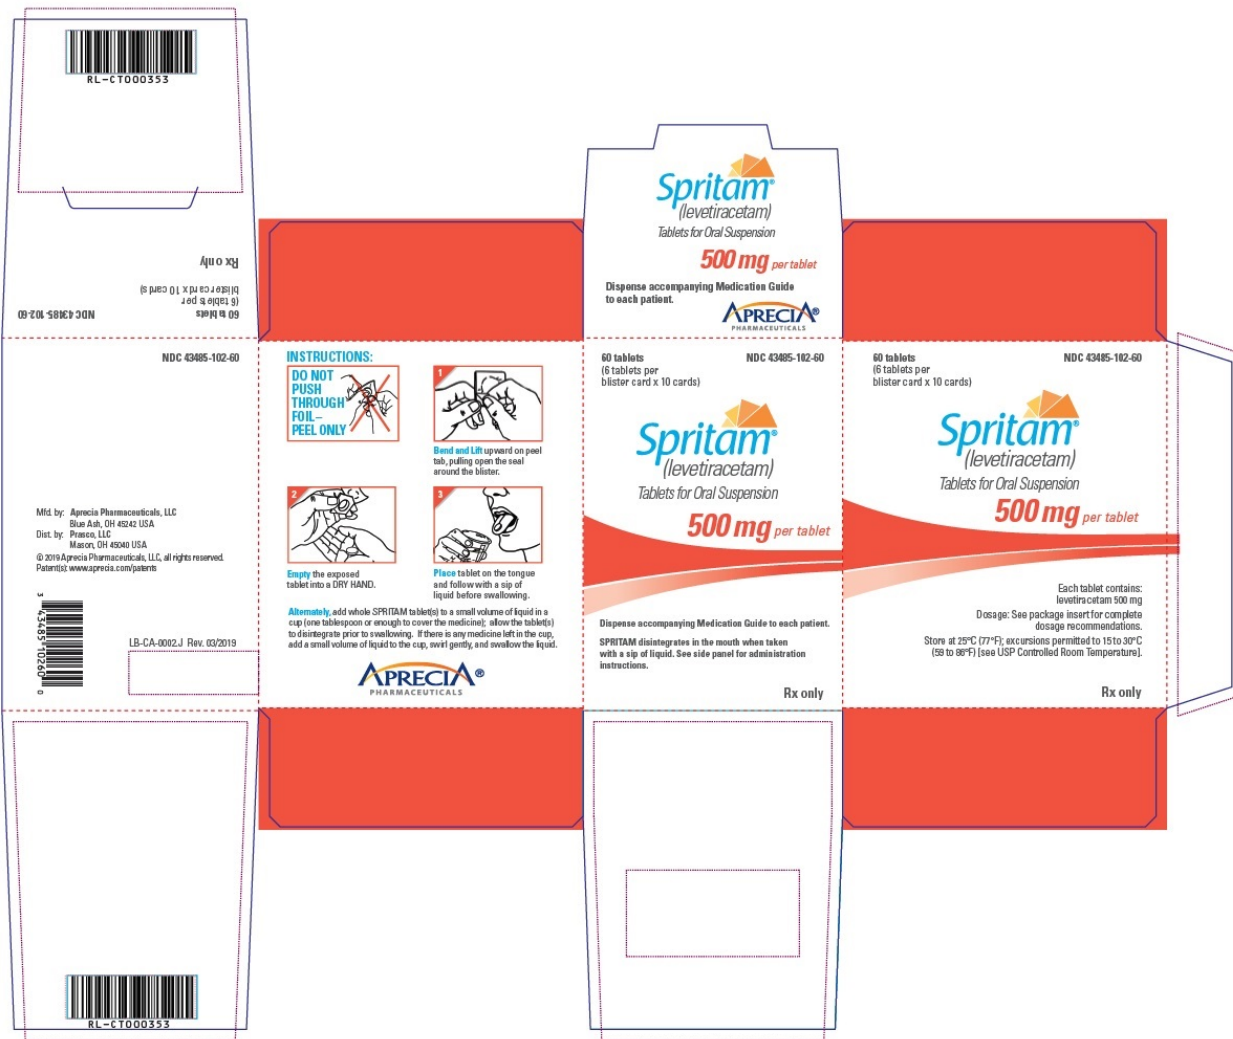 RL-CT000353
Rx only
60 tablets NDC 43485-102-60
(6 tablets per
blister card x 10 cards)
NDC 43485-102-60
Mfd. by: Aprecia Pharmaceuticals, LLC
Blue Ash, OH 45242 USA
Dist. by: Prasco, LLC
Mason, OH 45040 USA
© 2019 Aprecia Pharmaceuticals, LLC, all rights reserved.
Patent(s): www.aprecia.com/patents
3 43485 10260 0
LB-CA-0002.J Rev. 03/2019
RL-CT000353
INSTRUCTIONS:
DO NOT
PUSH
THROUGH
FOIL –
PEEL ONLY
1
Bend and Lift upward on peel
tab, pulling open the seal
around the blister.
2
Empty the exposed
tablet into a DRY HAND.
3
Place tablet on the tongue
and follow with a sip of
liquid before swallowing.
Alternately, add whole SPRITAM tablet(s) to a small volume of liquid in a
cup (one tablespoon or enough to cover the medicine); allow the tablet(s)
to disintegrate prior to swallowing. If there is any medicine left in the cup,
add a small volume of liquid to the cup, swirl gently, and swallow the liquid.
APRECIA®
PHARMACEUTICALS
Spritam®
(levetiracetam)
Tablets for Oral Suspension
500 mg per tablet
Dispense accompanying Medication Guide
to each patient.
APRECIA®
PHARMACEUTICALS
60 tablets NDC 43485-102-60
(6 tablets per
blister card x 10 cards)
Spritam®
(levetiracetam)
Tablets for Oral Suspension
500 mg per tablet
Dispense accompanying Medication Guide to each patient.
SPRITAM disintegrates in the mouth when taken
with a sip of liquid. See side panel for administration
instructions.
Rx only
60 tablets NDC 43485-102-60
(6 tablets per
blister card x 10 cards)
Spritam®
(levetiracetam)
Tablets for Oral Suspension
500 mg per tablet
Each tablet contains:
levetiracetam 500 mg
Dosage: See package insert for complete
dosage recommendations.
Store at 25°C (77°F); excursions permitted to 15 to 30°C
(59 to 86°F) [see USP Controlled Room Temperature].
Rx only